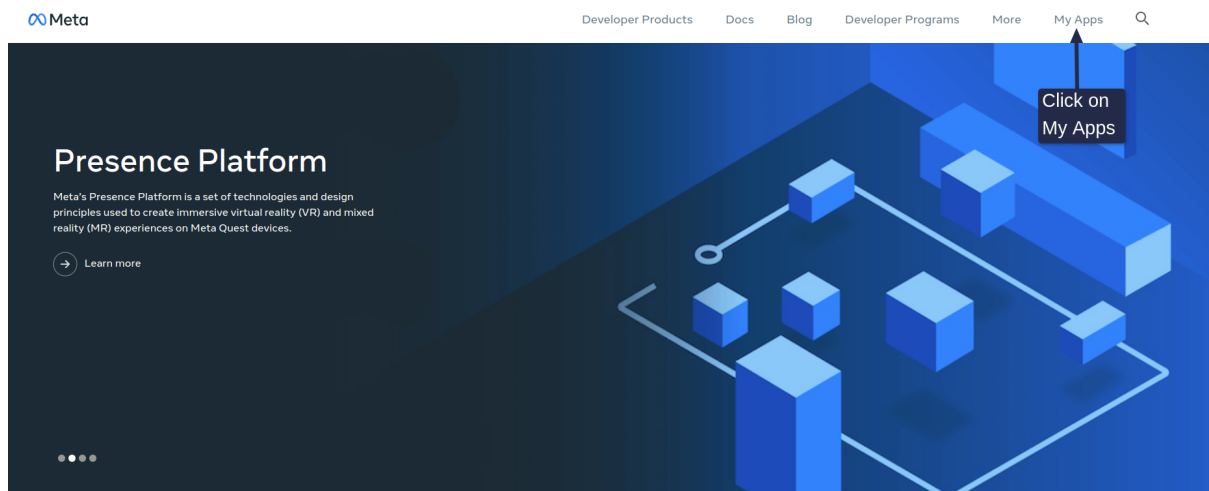 Meta
Developer Products Docs Blog Developer Programs More My Apps
Click on
My Apps
Presence Platform
Meta's Presence Platform is a set of technologies and design
principles used to create immersive virtual reality (VR) and mixed
reality (MR) experiences on Meta Quest devices.
Learn more